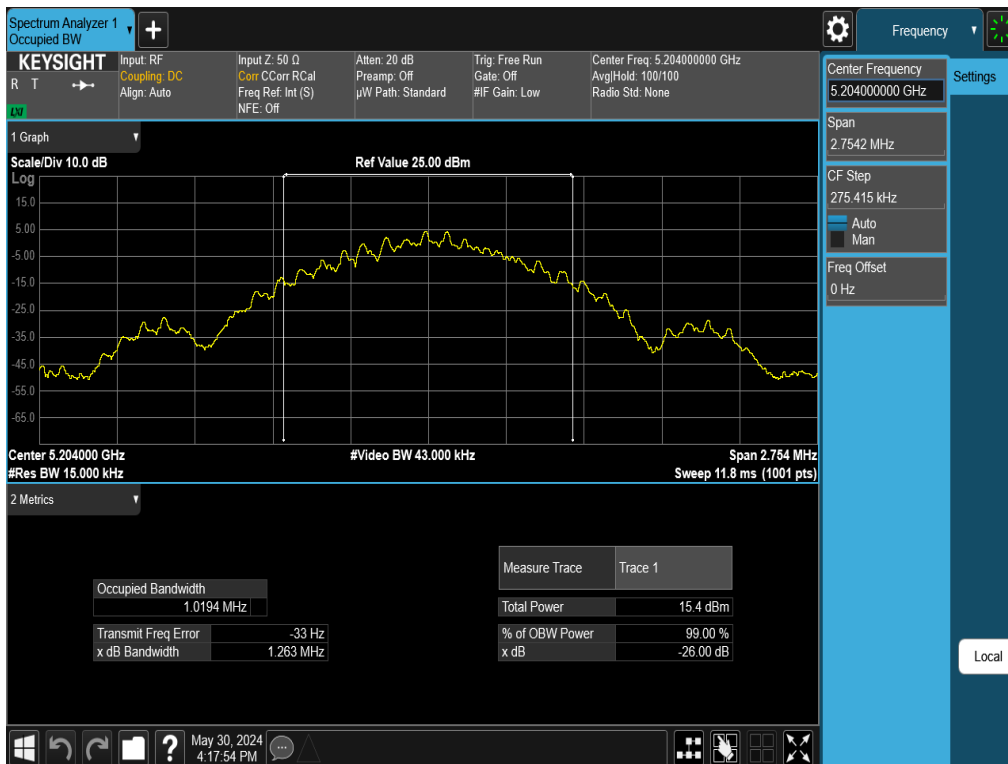 Spectrum Analyzer 1
Occupied BW
Frequency
KEYSIGHT
R T
LXI
Input: RF
Coupling: DC
Align: Auto
Input Z: 50 Ω
Corr CCorr RCal
Freq Ref: Int (S)
NFE: Off
Atten: 20 dB
Preamp: Off
µW Path: Standard
Trig: Free Run
Gate: Off
#IF Gain: Low
Center Freq: 5.204000000 GHz
Avg|Hold: 100/100
Radio Std: None
Center Frequency
5.204000000 GHz
Settings
Span
2.7542 MHz
CF Step
275.415 kHz
Auto
Man
Freq Offset
0 Hz
Local
1 Graph
Scale/Div 10.0 dB
Ref Value 25.00 dBm
Log
15.0
5.00
-5.00
-15.0
-25.0
-35.0
-45.0
-55.0
-65.0
Center 5.204000 GHz
#Video BW 43.000 kHz
Span 2.754 MHz
#Res BW 15.000 kHz
Sweep 11.8 ms (1001 pts)
2 Metrics
Measure Trace Trace 1
Occupied Bandwidth
1.0194 MHz
Total Power 15.4 dBm
Transmit Freq Error -33 Hz
% of OBW Power 99.00 %
x dB Bandwidth 1.263 MHz
x dB -26.00 dB
May 30, 2024
4:17:54 PM